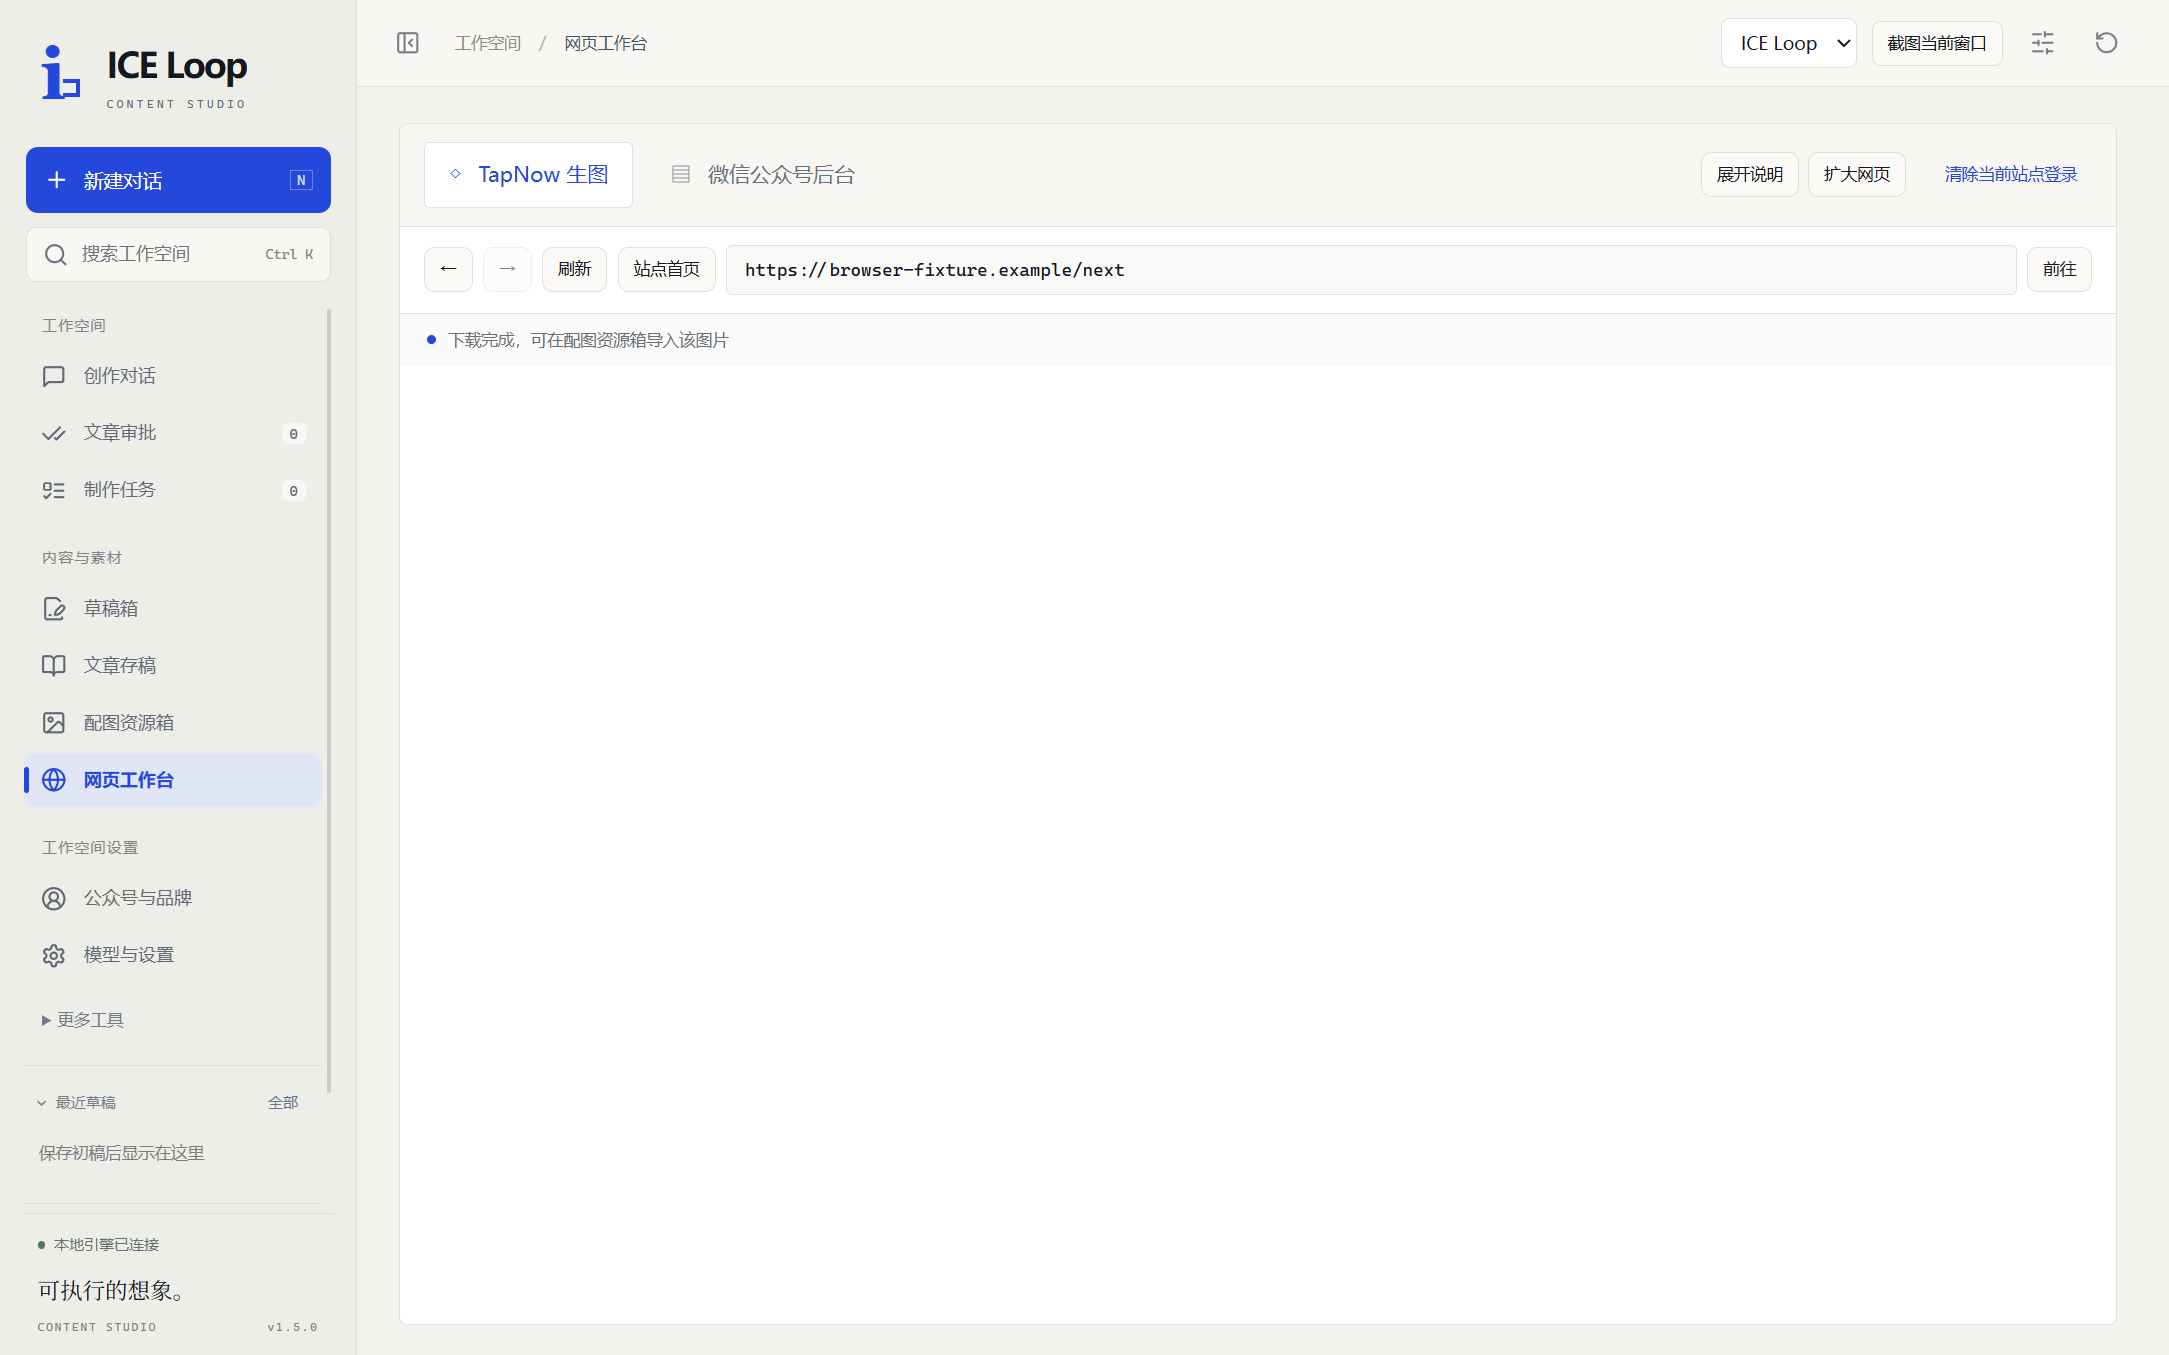 ICE Loop
CONTENT STUDIO
新建对话 N
搜索工作空间 Ctrl K
工作空间
创作对话
文章审批 0
制作任务 0
内容与素材
草稿箱
文章存稿
配图资源箱
网页工作台
工作空间设置
公众号与品牌
模型与设置
更多工具
最近草稿 全部
保存初稿后显示在这里
本地引擎已连接
可执行的想象。
CONTENT STUDIO v1.5.0
工作空间 / 网页工作台
ICE Loop 截图当前窗口
TapNow 生图 微信公众号后台 展开说明 扩大网页 清除当前站点登录
← → 刷新 站点首页 https://browser-fixture.example/next 前往
下载完成，可在配图资源箱导入该图片